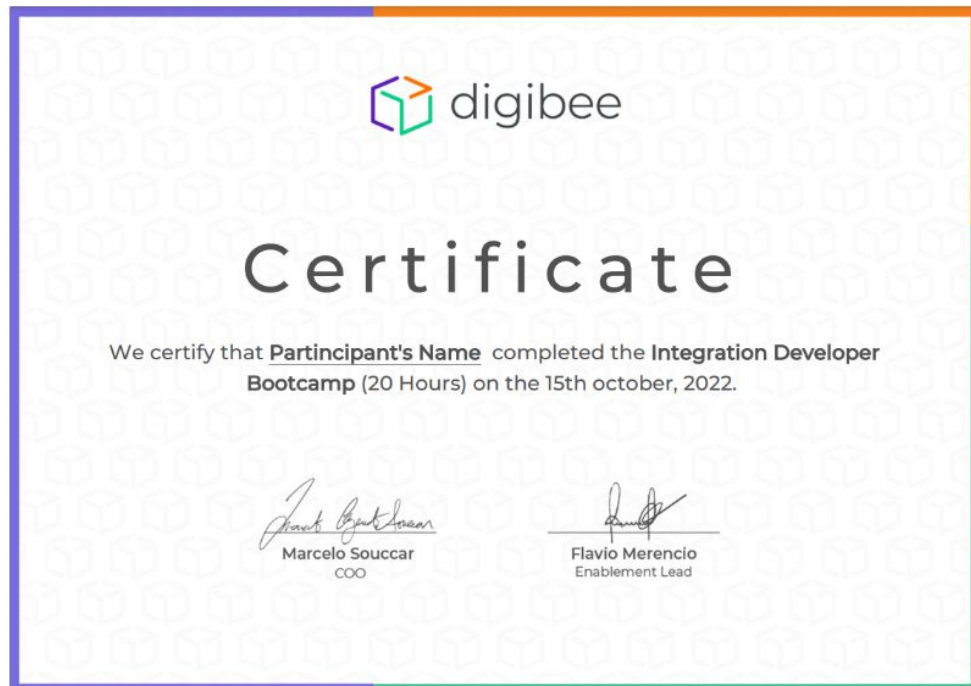 digibee
Certificate
We certify that Partincipant's Name completed the Integration Developer
Bootcamp (20 Hours) on the 15th october, 2022.
Marcelo Souccar
COO
Flavio Merencio
Enablement Lead